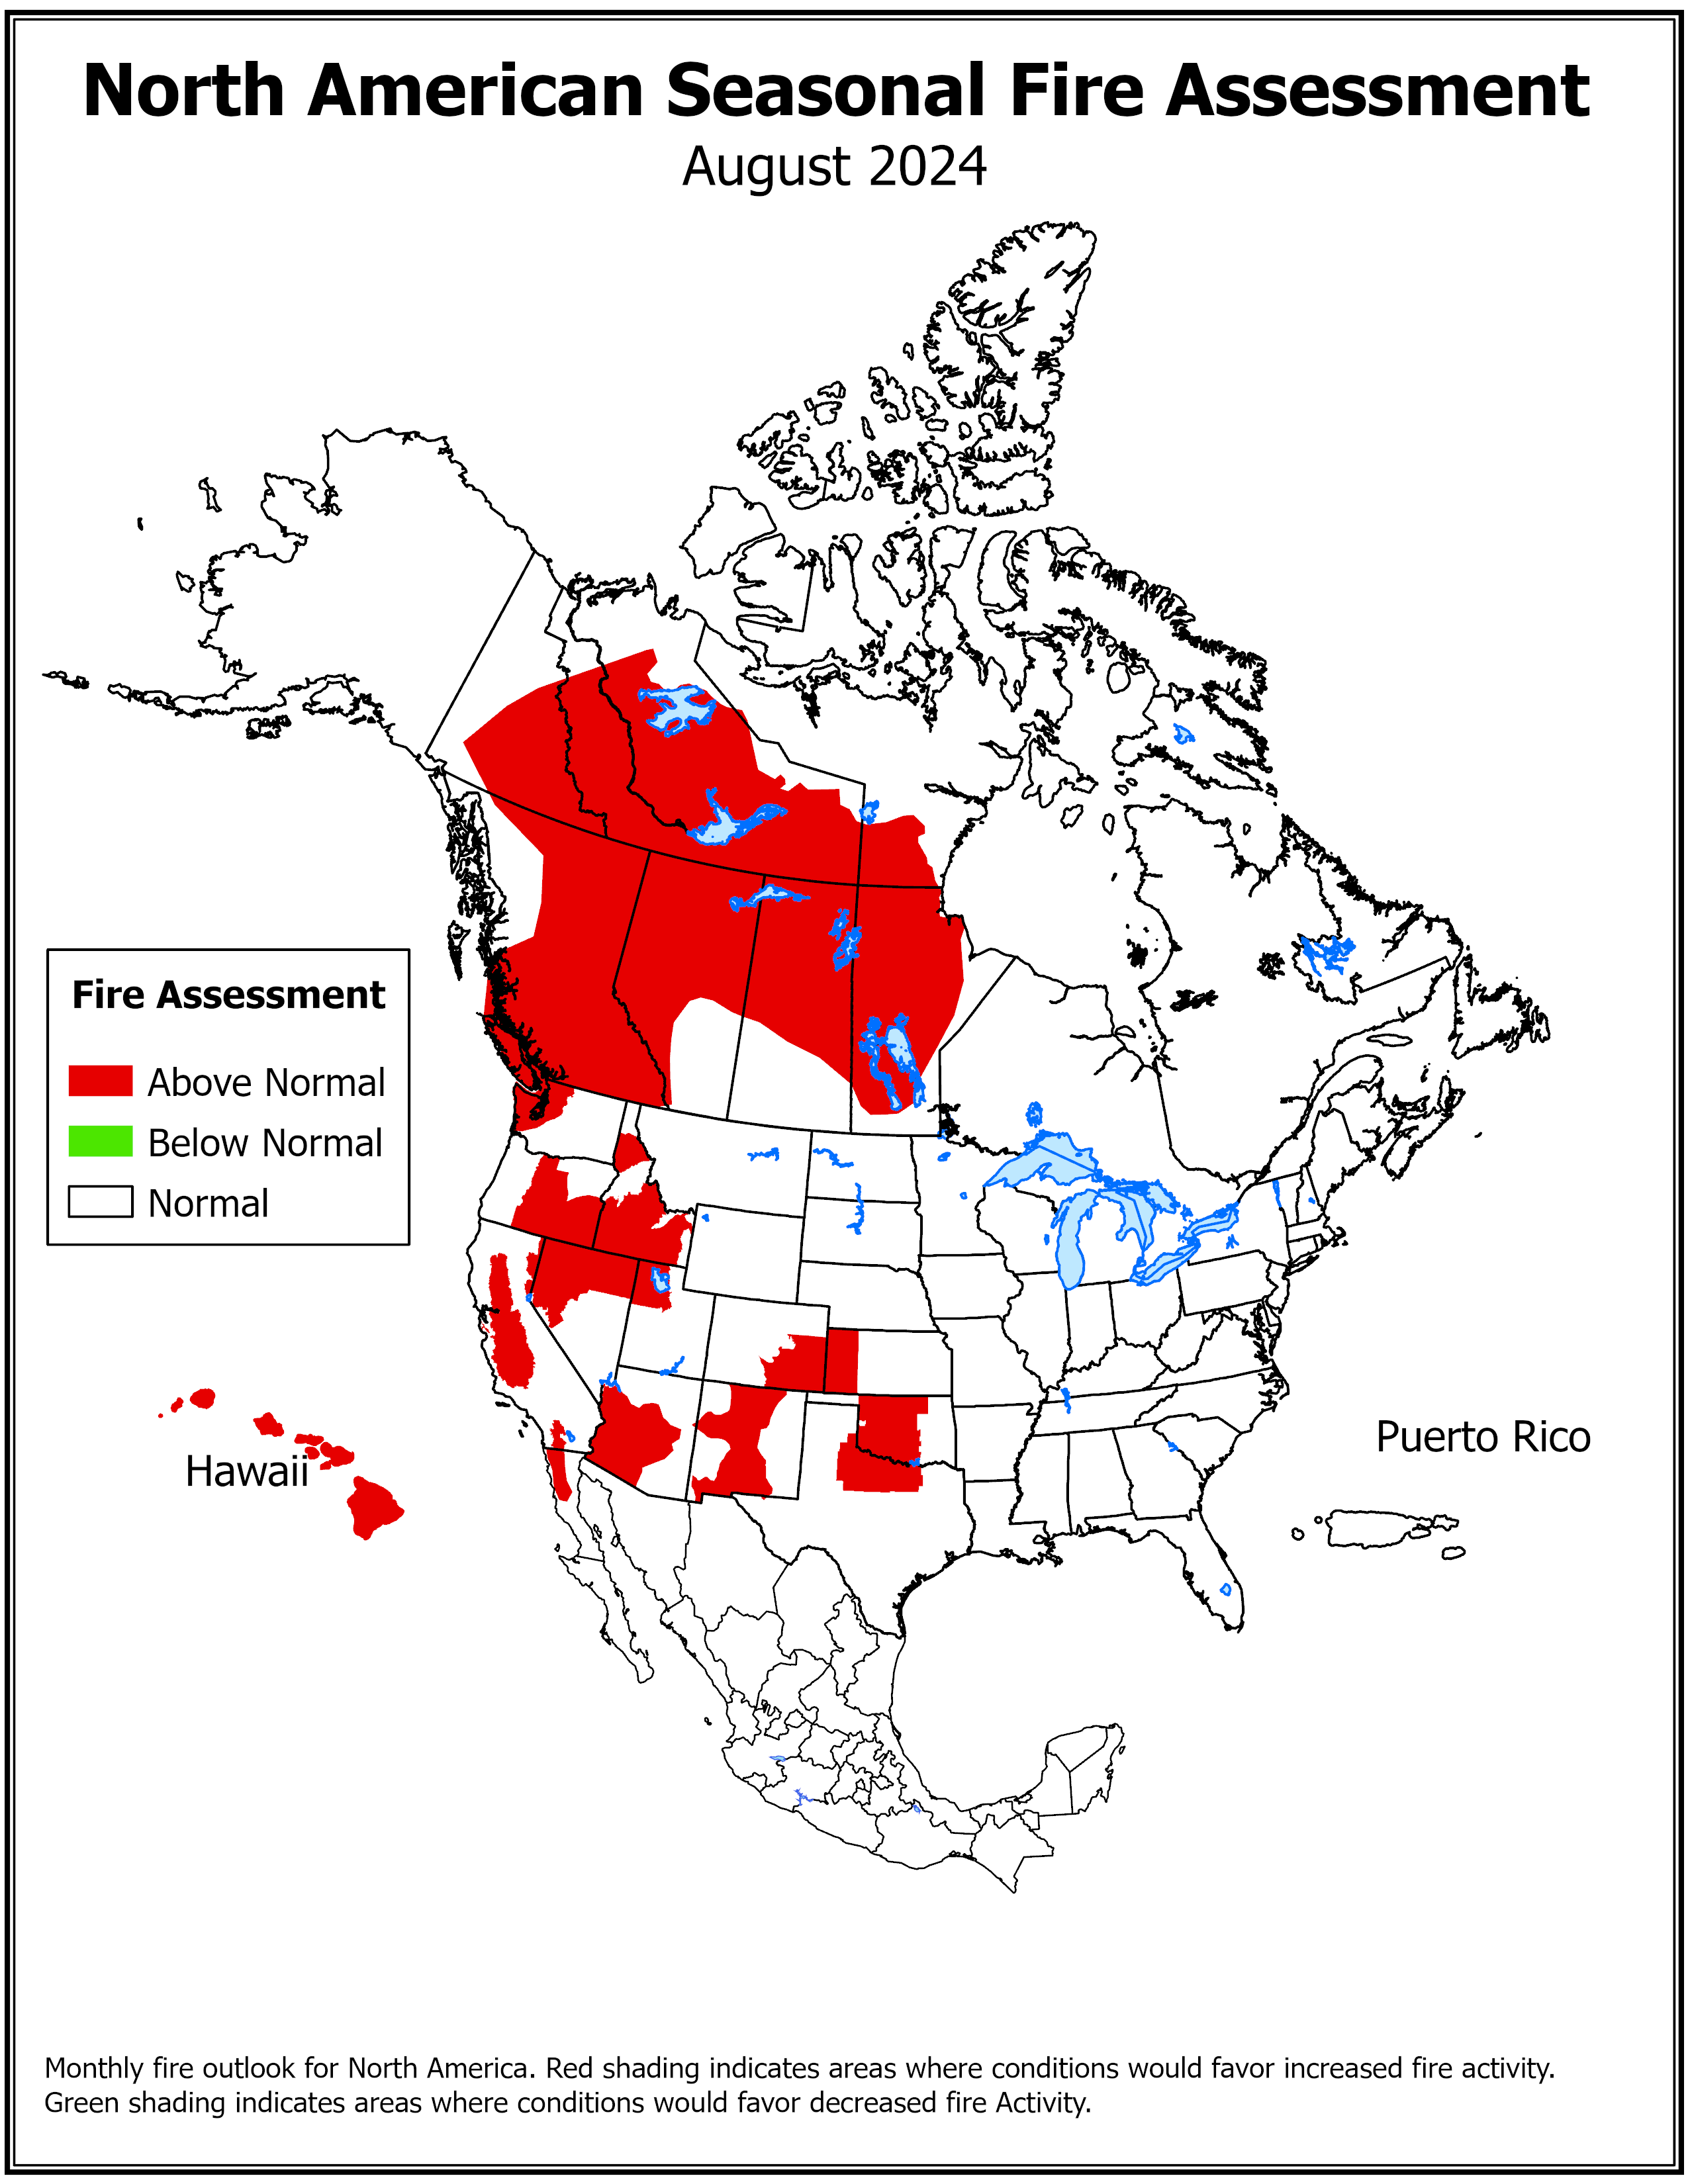 North American Seasonal Fire Assessment
August 2024
Fire Assessment
Above Normal
Below Normal
Normal
Hawaii
Puerto Rico
Monthly fire outlook for North America. Red shading indicates areas where conditions would favor increased fire activity.
Green shading indicates areas where conditions would favor decreased fire Activity.